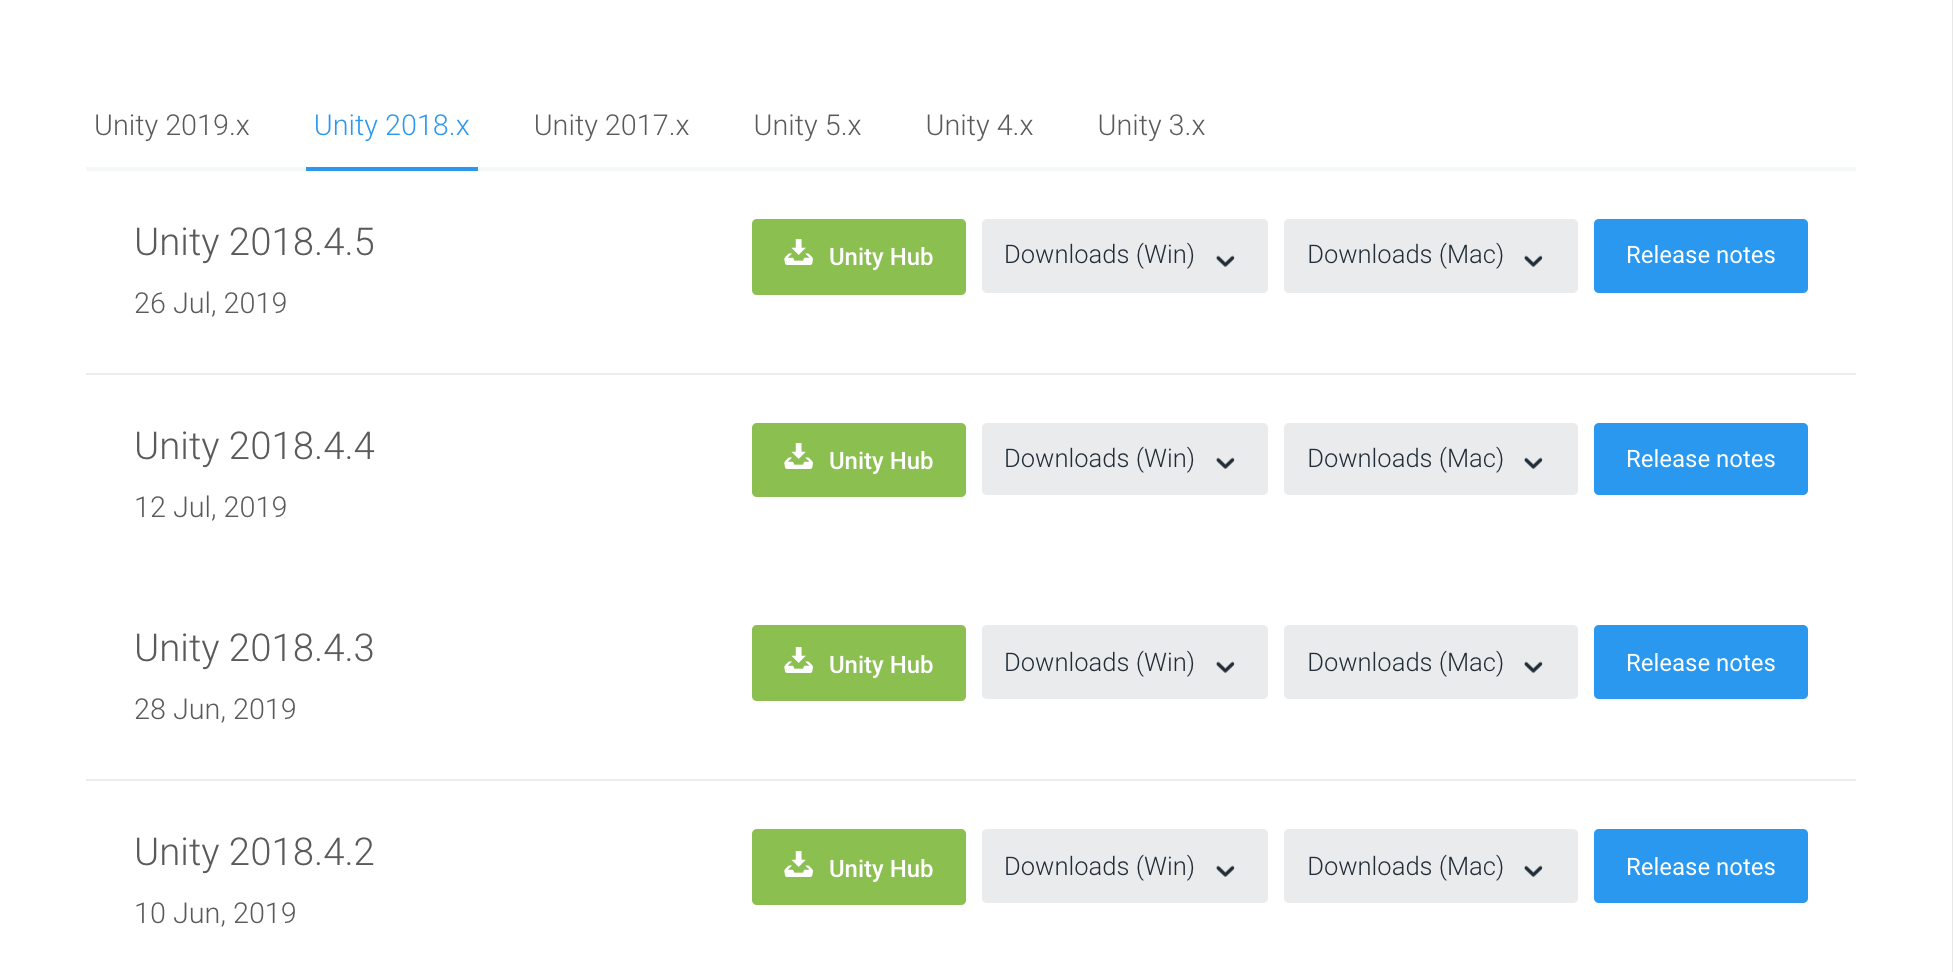 Unity 2019.x Unity 2018.x Unity 2017.x Unity 5.x Unity 4.x Unity 3.x
Unity 2018.4.5 Unity Hub Downloads (Win) Downloads (Mac) Release notes
26 Jul, 2019
Unity 2018.4.4 Unity Hub Downloads (Win) Downloads (Mac) Release notes
12 Jul, 2019
Unity 2018.4.3 Unity Hub Downloads (Win) Downloads (Mac) Release notes
28 Jun, 2019
Unity 2018.4.2 Unity Hub Downloads (Win) Downloads (Mac) Release notes
10 Jun, 2019